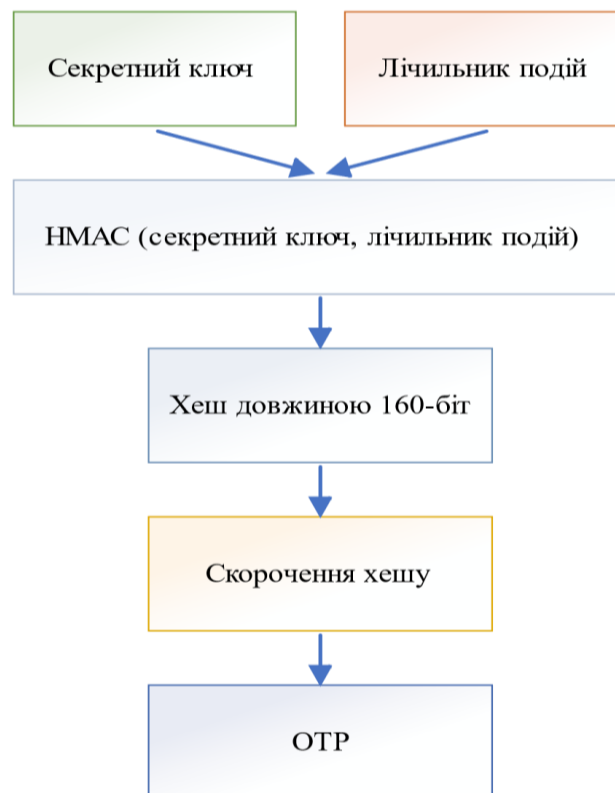 Секретний ключ
Лічильник подій
HMAC (секретний ключ, лічильник подій)
Хеш довжиною 160-біт
Скорочення хешу
OTP